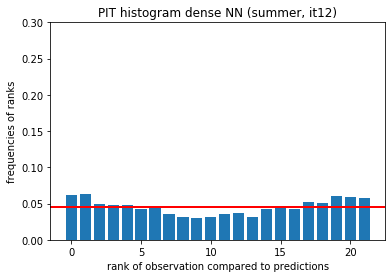 PIT histogram dense NN (summer, it12)
frequencies of ranks
0.30
0.25
0.20
0.15
0.10
0.05
0.00
0 5 10 15 20
rank of observation compared to predictions